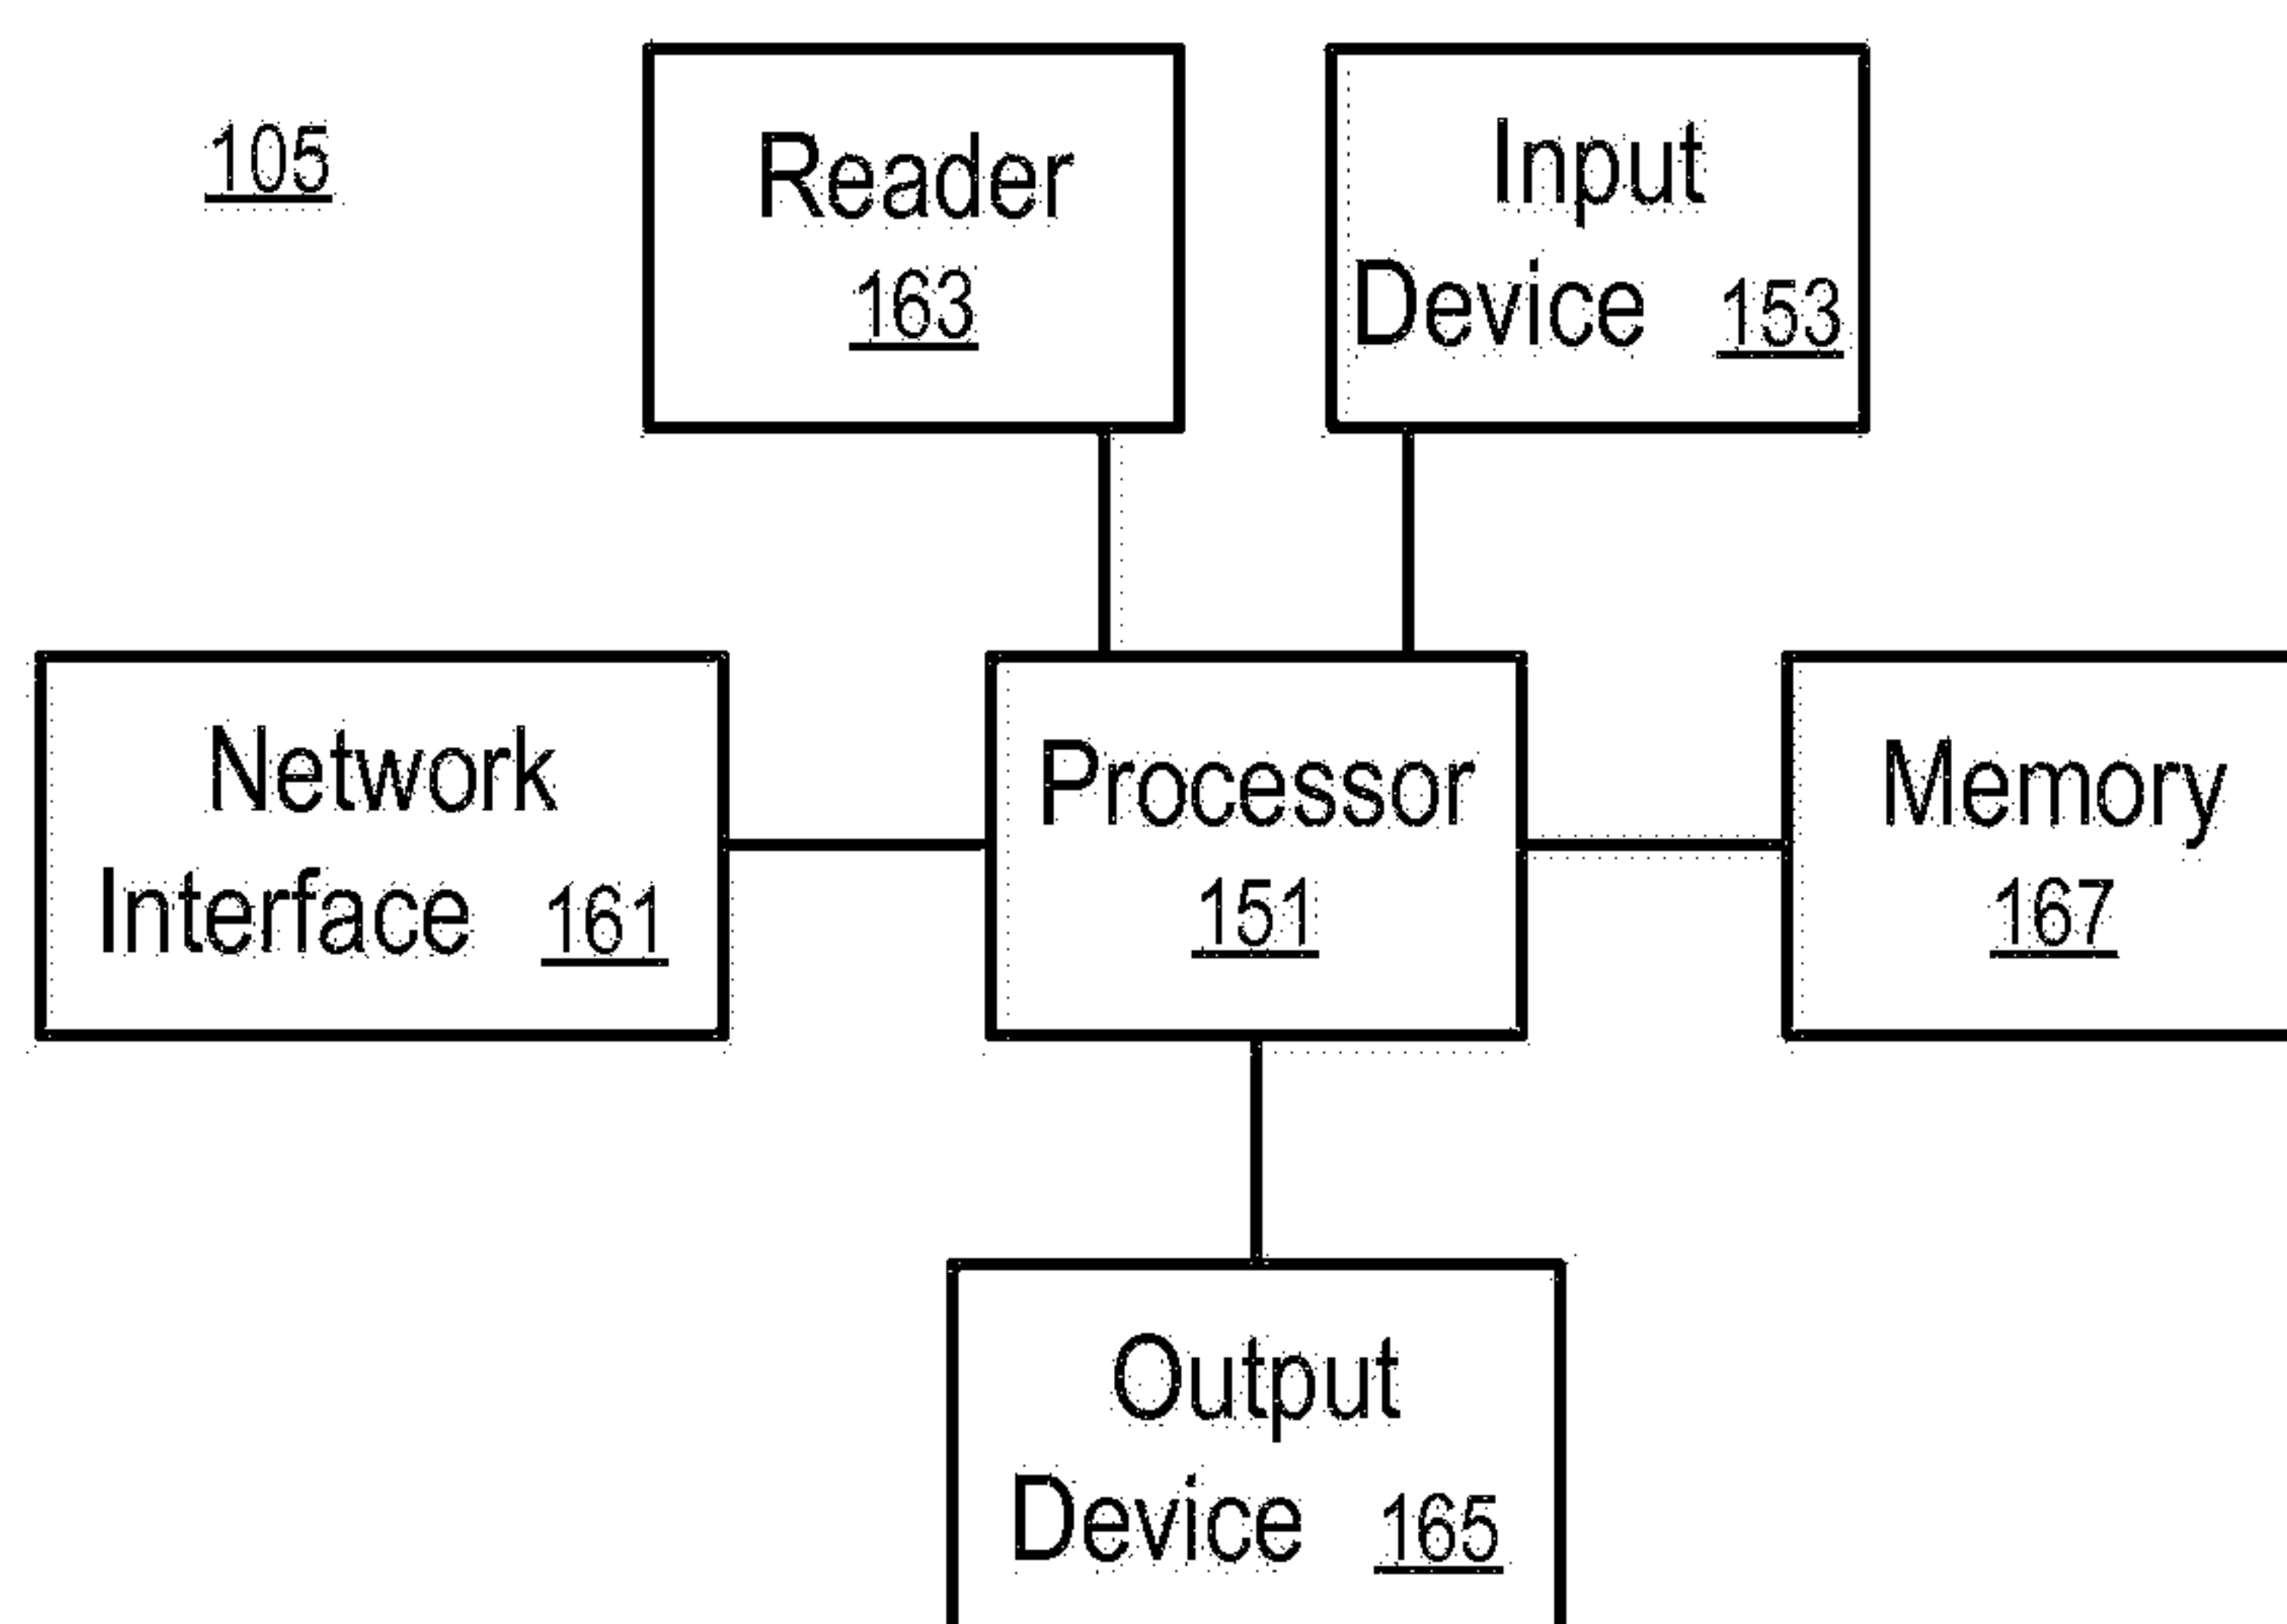 105
Reader
163
Input
Device 153
Network
Interface 161
Processor
151
Memory
167
Output
Device 165